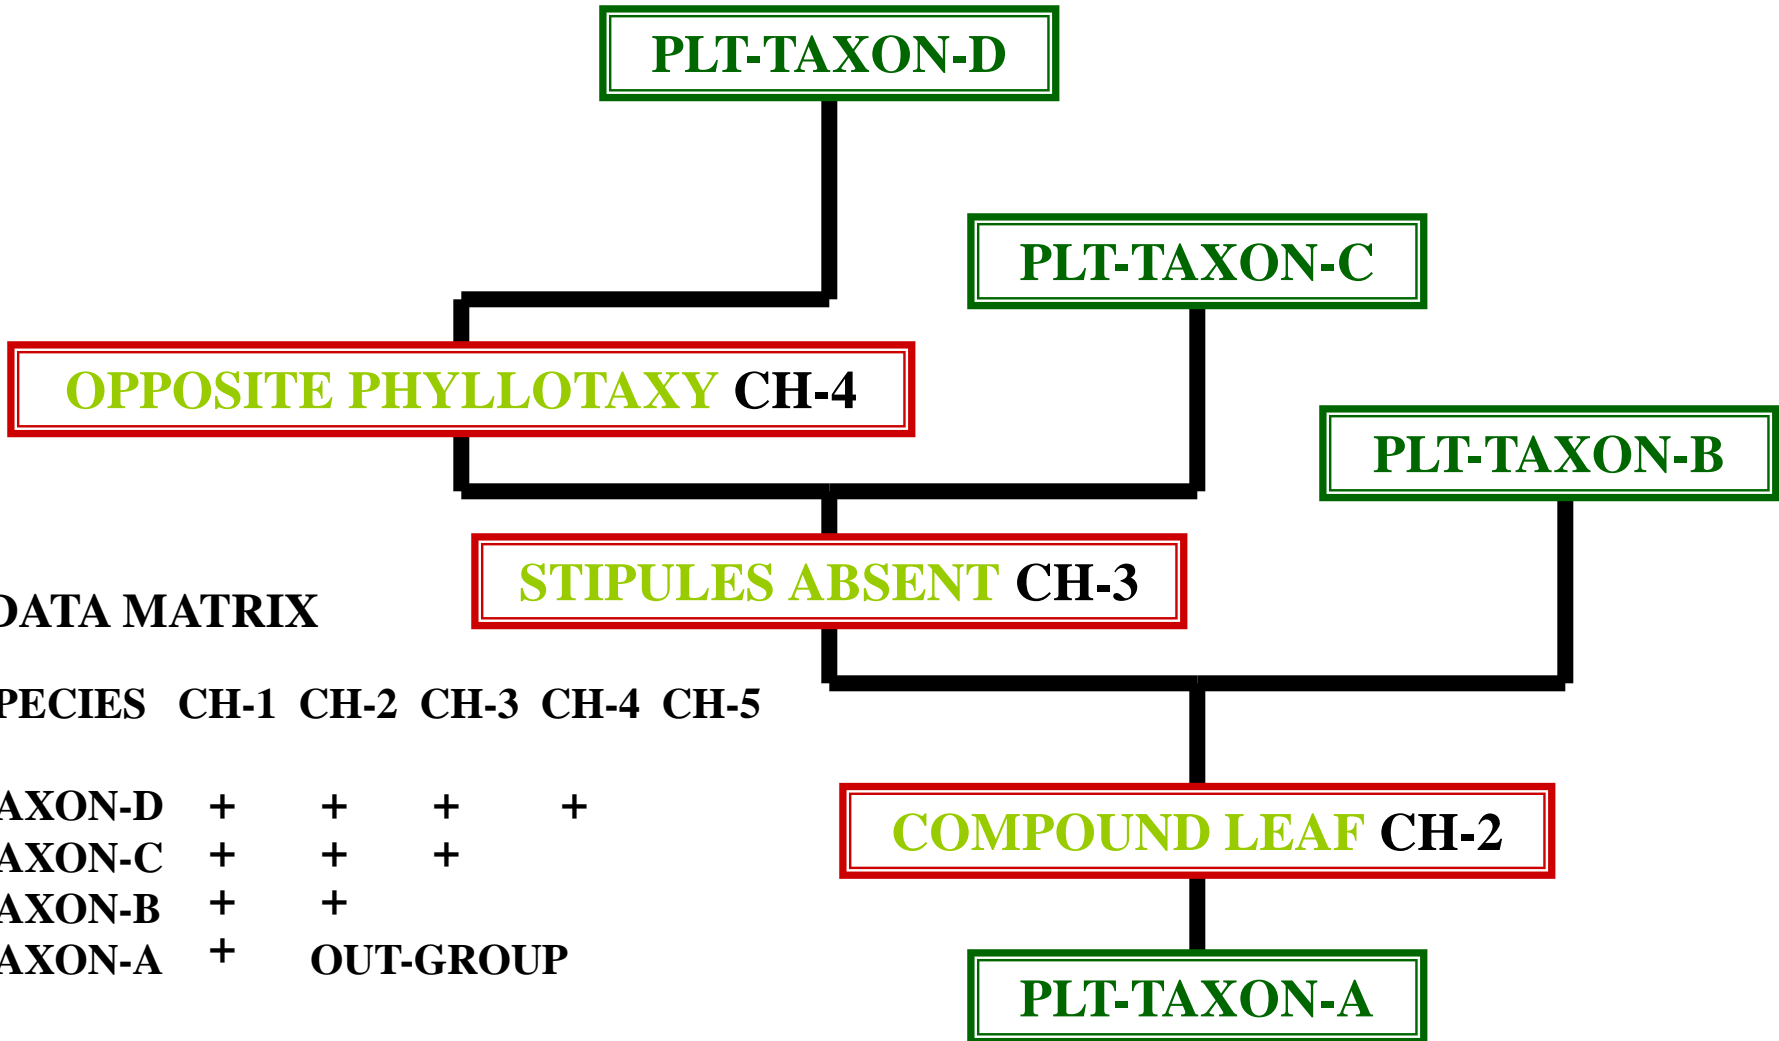 PLT-TAXON-D
PLT-TAXON-C
OPPOSITE PHYLLOTAXY CH-4
PLT-TAXON-B
STIPULES ABSENT CH-3
DATA MATRIX
PECIES CH-1 CH-2 CH-3 CH-4 CH-5
AXON-D + + + +
AXON-C + + +
COMPOUND LEAF CH-2
AXON-B + +
AXON-A + OUT-GROUP
PLT-TAXON-A